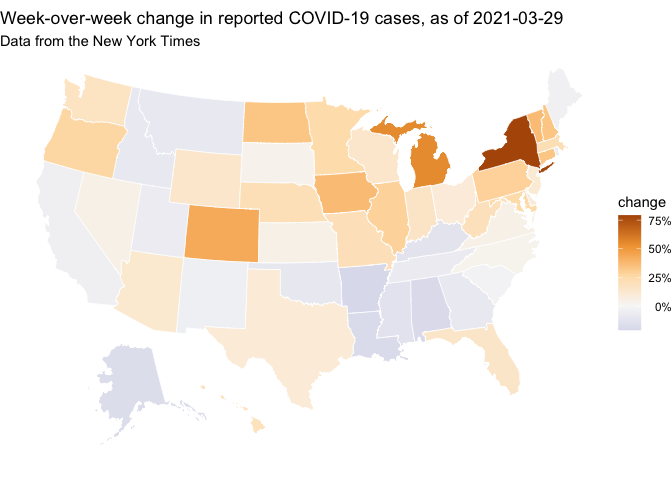 Week-over-week change in reported COVID-19 cases, as of 2021-03-29
Data from the New York Times
change
75%
50%
25%
0%